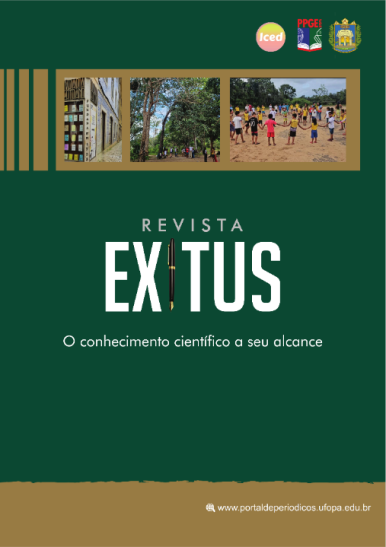 Iced
PPGE
REVISTA
EXITUS
O conhecimento científico a seu alcance
www.portaldeperiodicos.ufopa.edu.br